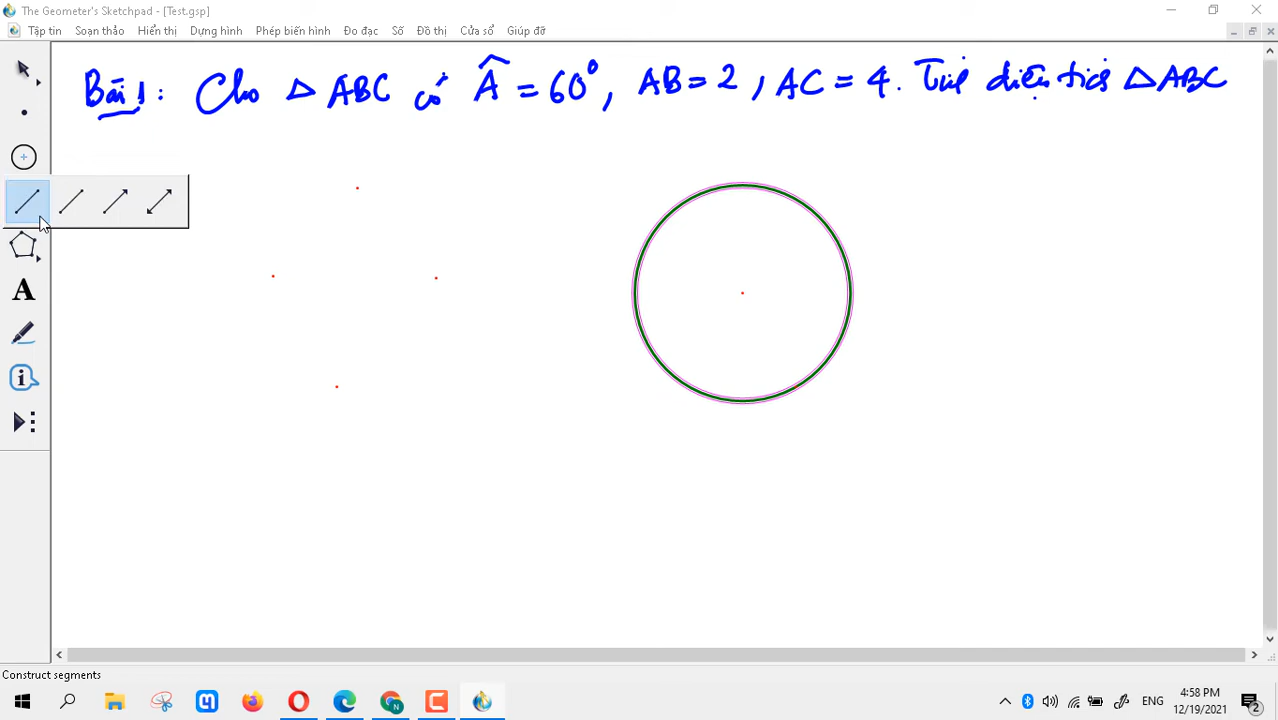 The Geometer's Sketchpad - [Test.gsp]
Tập tin Soạn thảo Hiển thị Dựng hình Phép biến hình Đo đạc Số Đồ thị Cửa sổ Giúp đỡ
Bài 1: Cho △ABC có Â = 60°, AB = 2, AC = 4. Tính diện tích △ABC
A
Construct segments
ENG
4:58 PM
12/19/2021
2